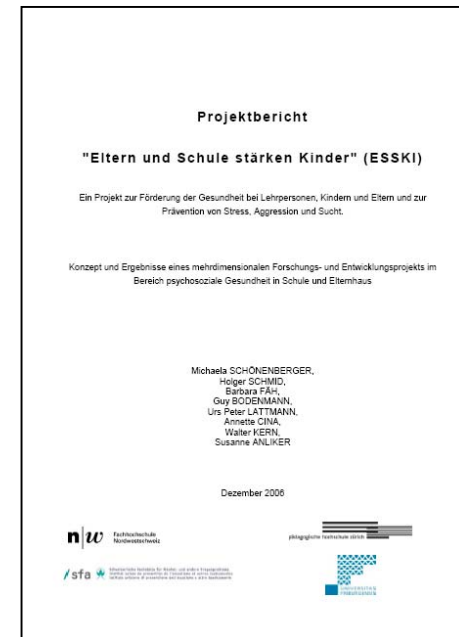 Projektbericht
"Eltern und Schule stärken Kinder" (ESSKI)
Ein Projekt zur Förderung der Gesundheit bei Lehrpersonen, Kindern und Eltern und zur
Prävention von Stress, Aggression und Sucht.
Konzept und Ergebnisse eines mehrdimensionalen Forschungs- und Entwicklungsprojekts im
Bereich psychosoziale Gesundheit in Schule und Elternhaus
Michaela SCHÖNENBERGER,
Holger SCHMID,
Barbara FÄH,
Guy BODENMANN,
Urs Peter LATTMANN,
Annette CINA,
Walter KERN,
Susanne ANLIKER
Dezember 2006
n|w Fachhochschule
Nordwestschweiz
pädagogische hochschule zürich
/ sfa